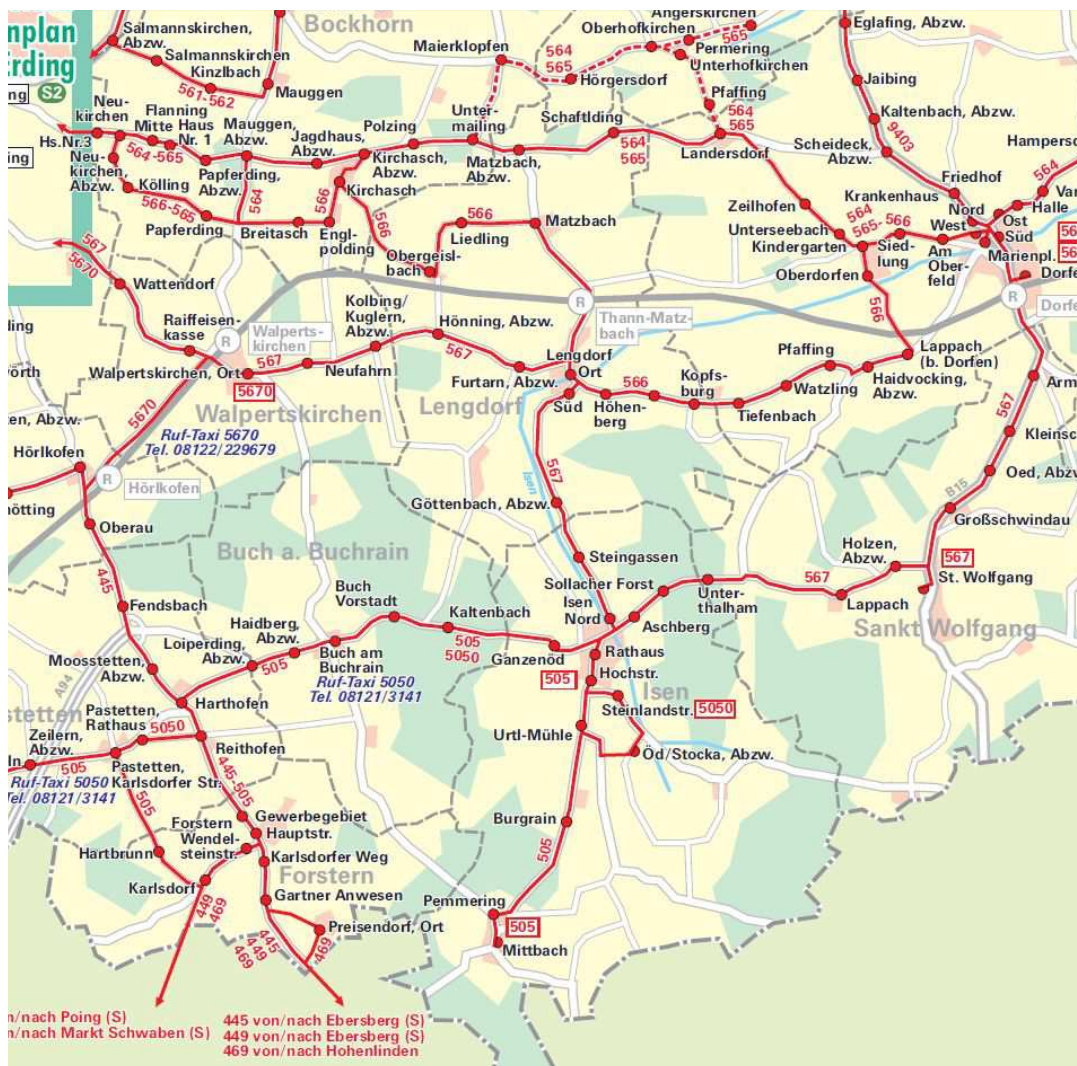 nplan
Erding
S2
Bockhorn
Salmannskirchen,
Abzw.
Salmannskirchen
Kinzlbach
561-562
Mauggen
Maierklopfen
Oberhofkirchen
Angerskirchen
565
Permering
Unterhofkirchen
564
565
Hörgersdorf
Pfaffing
564
565
Eglafing, Abzw.
Jaibing
Kaltenbach, Abzw.
9403
Scheideck,
Abzw.
Friedhof
Neu-
kirchen
Hs.Nr.3
Flanning
Mitte
Haus
Nr. 1
564
-565
Mauggen,
Abzw.
Jagdhaus,
Abzw.
Polzing
Unter-
mailing
Kirchasch,
Abzw.
Matzbach,
Abzw.
Schaftlding
564
565
Landersdorf
Neu-
kirchen,
Abzw.
Kölling
566-565
Papferding,
Abzw.
564
Papferding
Breitasch
566
Kirchasch
Engl-
polding
566
Obergeisl-
bach
566
Liedling
Matzbach
Zeilhofen
Unterseebach
Kindergarten
564
565-
566
Sied-
lung
Krankenhaus
West
Nord
Ost
Süd
Halle
564
Marienpl.
Am
Ober-
feld
Oberdorfen
566
567
5670
Wattendorf
Raiffeisen-
kasse
R
Walperts-
kirchen
Walpertskirchen, Ort
5670
567
Neufahrn
Kolbing/
Kuglern,
Abzw.
Hönning, Abzw.
567
Furtarn, Abzw.
R
Thann-Matz-
bach
Lengdorf
Ort
Süd
Höhen-
berg
566
Kopfs-
burg
Tiefenbach
Watzling
Pfaffing
Haidvocking,
Abzw.
Lappach
(b. Dorfen)
R
567
Walpertskirchen
Lengdorf
5670
Ruf-Taxi 5670
Tel. 08122/229679
Hörlkofen
R
Hörlkofen
Oberau
445
Isen
567
Göttenbach, Abzw.
Steingassen
B15
Großschwindau
Holzen,
Abzw.
567
St. Wolfgang
Lappach
567
Sankt Wolfgang
Buch a. Buchrain
Fendsbach
Buch
Vorstadt
Kaltenbach
505
5050
Sollacher Forst
Isen
Nord
Aschberg
Unter-
thalham
Haidberg,
Abzw.
Loiperding,
Abzw.
505
Buch am
Buchrain
Ruf-Taxi 5050
Tel. 08121/3141
Ganzenöd
505
Rathaus
Hochstr.
Isen
Steinlandstr.
5050
A94
Moosstetten,
Abzw.
Harthofen
Pastetten,
Rathaus
5050
Zeilern,
Abzw.
505
Reithofen
Pastetten,
Karlsdorfer Str.
Ruf-Taxi 5050
Tel. 08121/3141
505
445-505
Urtl-Mühle
Öd/Stocka, Abzw.
Gewerbegebiet
Hauptstr.
Forstern
Wendel-
steinstr.
Karlsdorfer Weg
Forstern
Hartbrunn
Karlsdorf
449
469
Gartner Anwesen
Preisendorf, Ort
469
445
449
469
Burgrain
505
Pemmering
505
Mittbach
n/nach Poing (S)
n/nach Markt Schwaben (S)
445 von/nach Ebersberg (S)
449 von/nach Ebersberg (S)
469 von/nach Hohenlinden